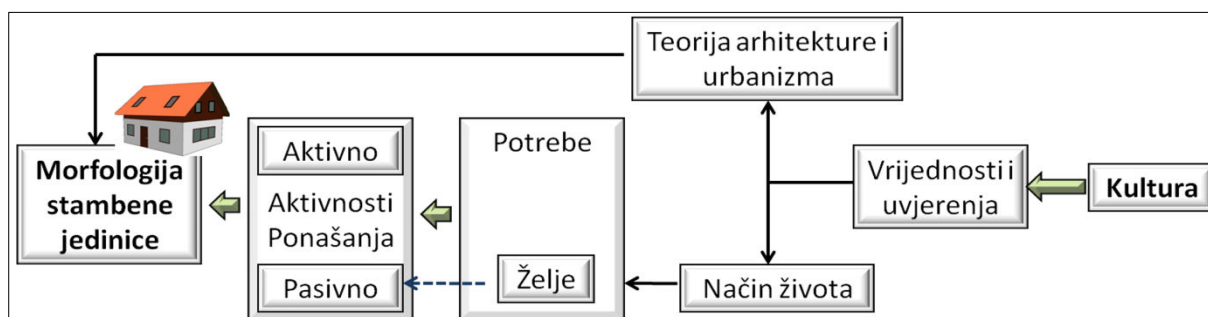 Teorija arhitekture i
urbanizma
Aktivno
Potrebe
Morfologija
stambene
jedinice
Aktivnosti
Ponašanja
Vrijednosti i
uvjerenja
Kultura
Pasivno
Želje
Način života